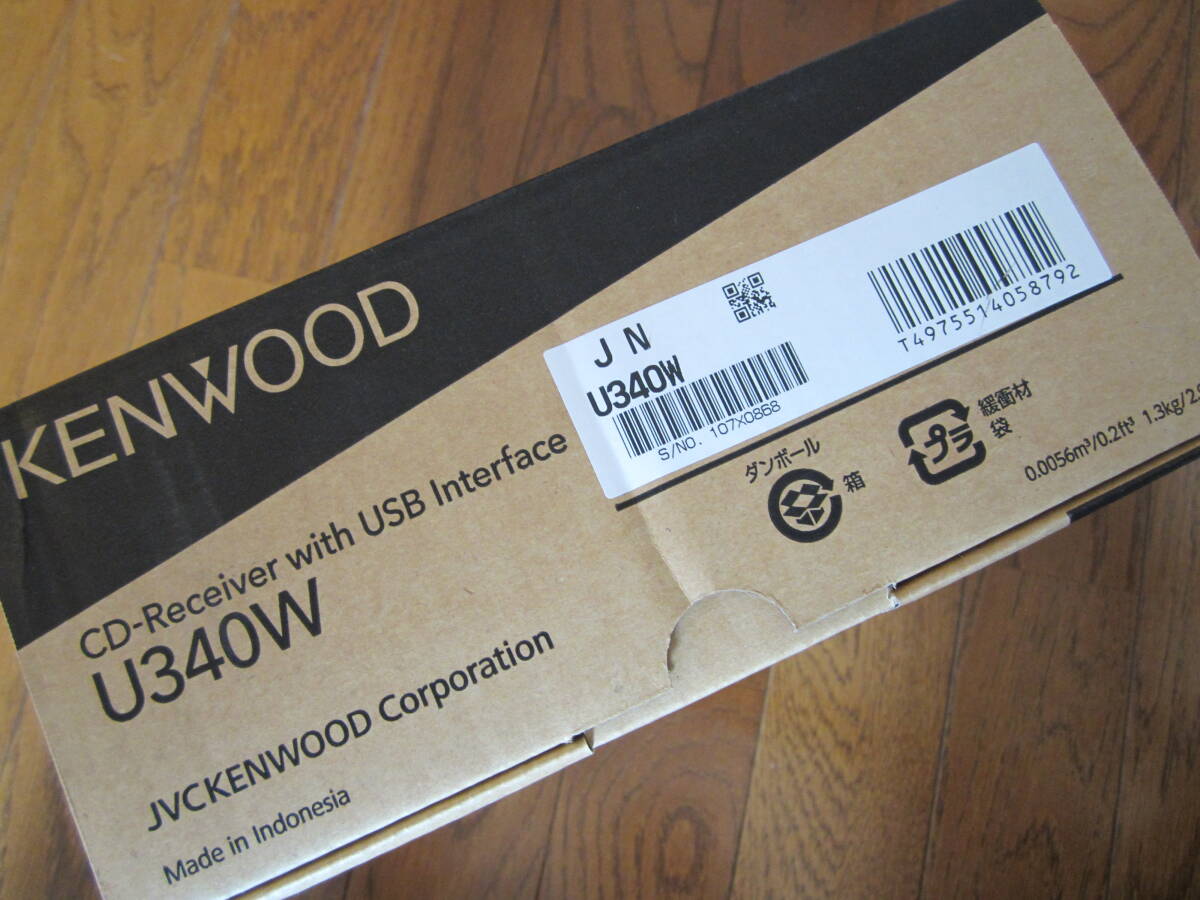 KENWOOD
CD-Receiver with USB Interface
U340W
JVCKENWOOD Corporation
Made in Indonesia
J N
U340W
S/NO. 107X0868
T4975514058792
ダンボール
箱
プラ
緩衝材
袋
0.0056m³/0.2ft³ 1.3kg/2.